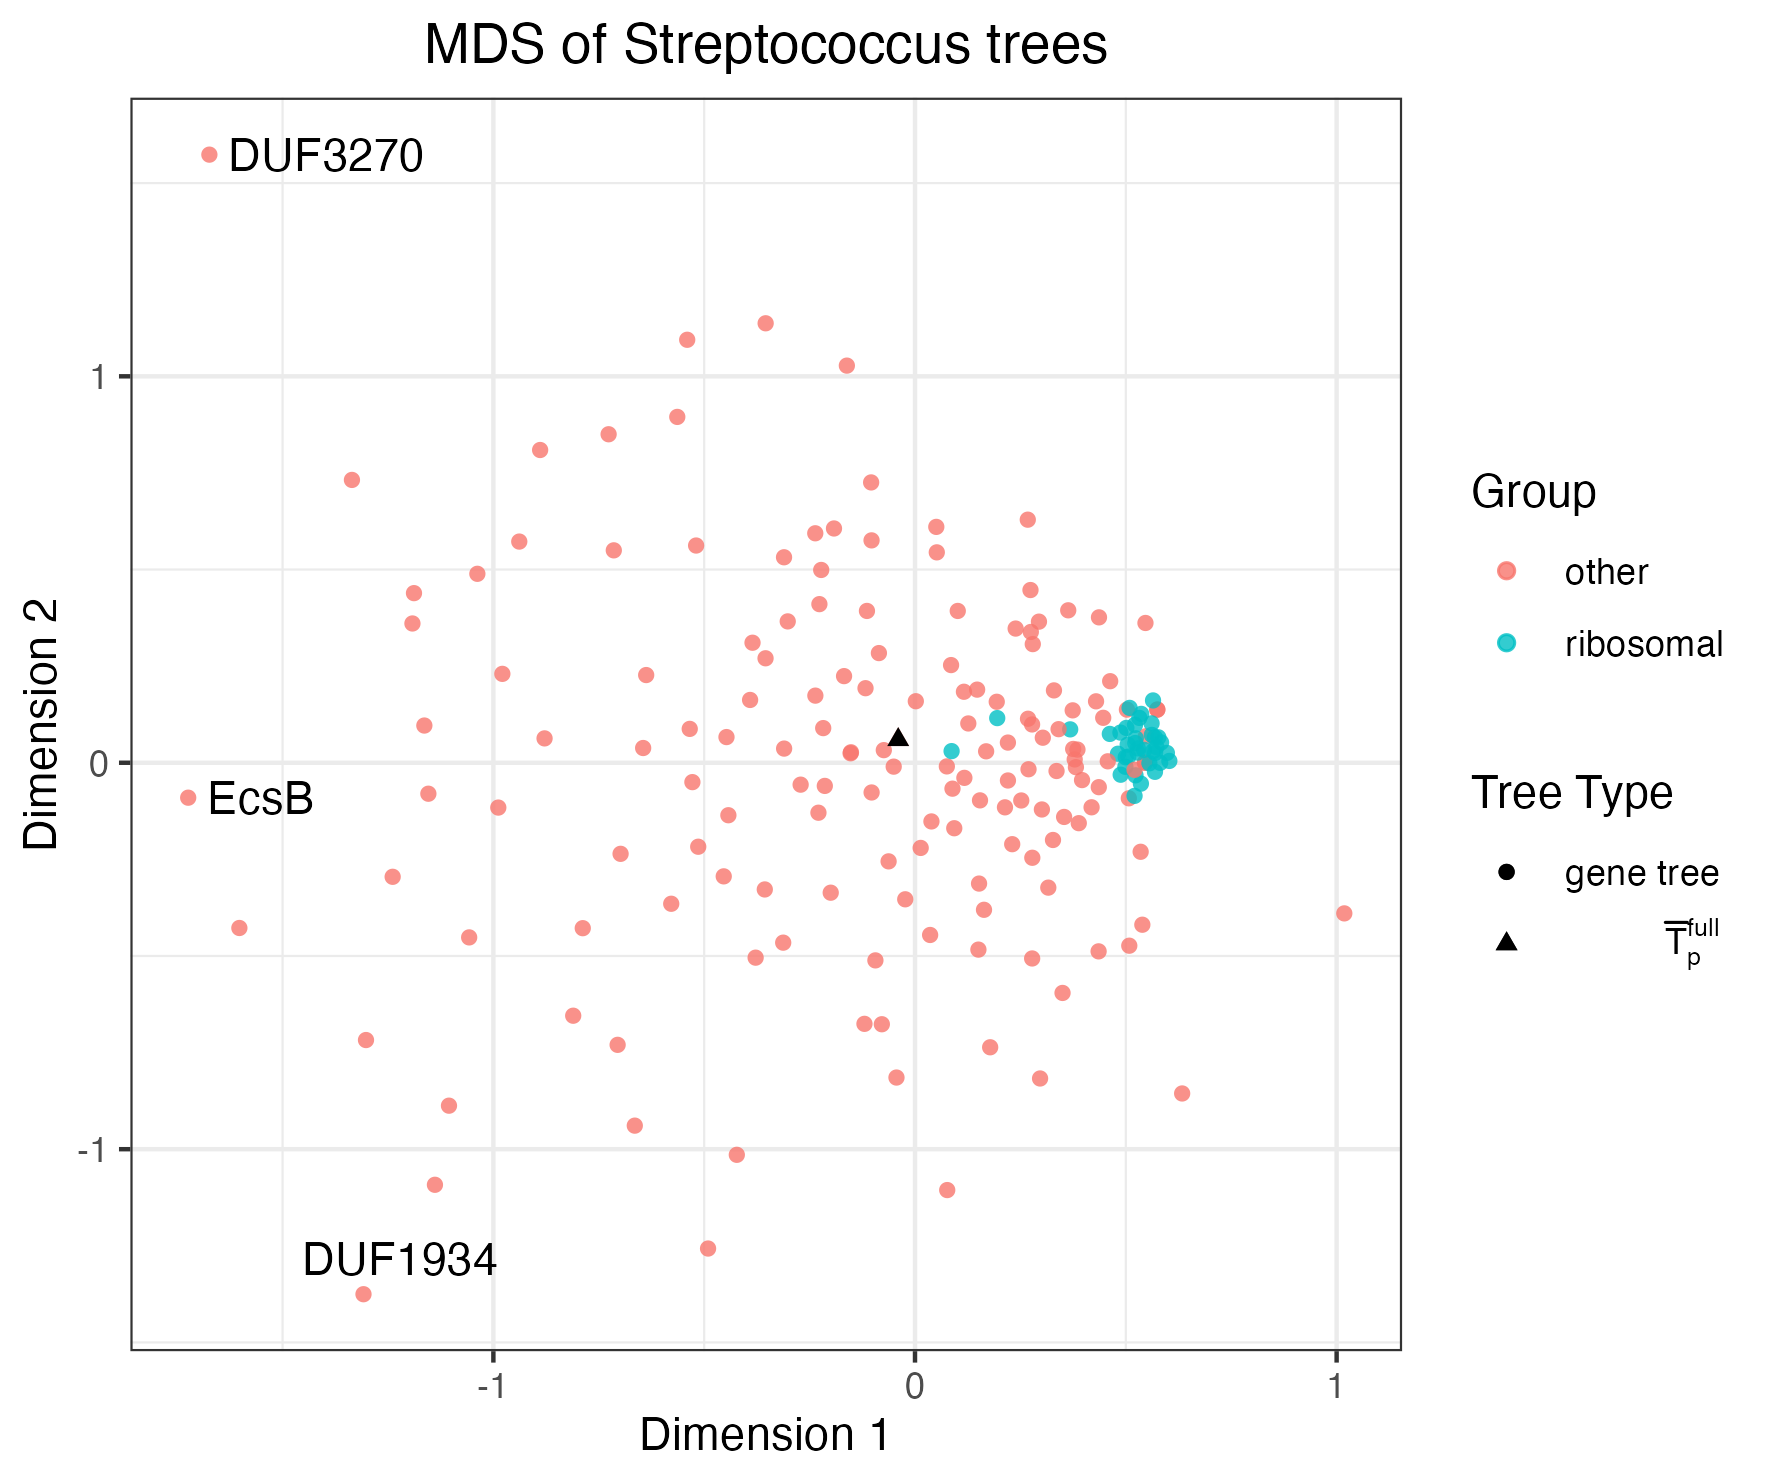 MDS of Streptococcus trees
DUF3270
EcsB
DUF1934
1
0
-1
-1
0
1
Dimension 1
Dimension 2
Group
other
ribosomal
Tree Type
gene tree
T̅ₚfull